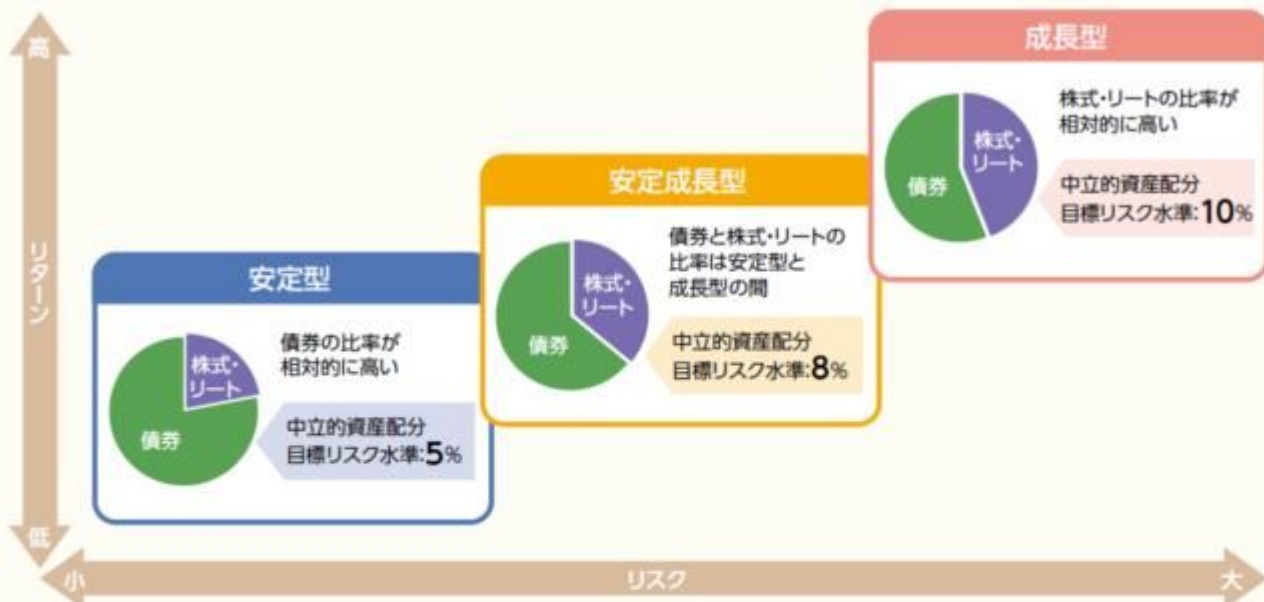 高
リターン
低
小
リスク
大
安定型
株式・
リート
債券
債券の比率が
相対的に高い
中立的資産配分
目標リスク水準:5%
安定成長型
株式・
リート
債券
債券と株式・リートの
比率は安定型と
成長型の間
中立的資産配分
目標リスク水準:8%
成長型
株式・
リート
債券
株式・リートの比率が
相対的に高い
中立的資産配分
目標リスク水準:10%